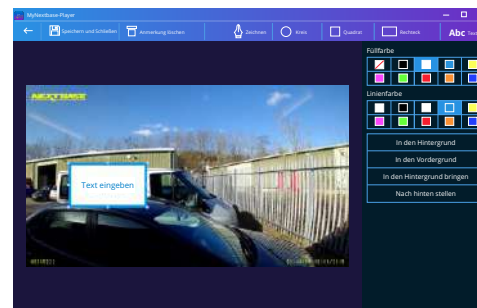 MyNextbase-Player
Speichern und Schließen
Anmerkung löschen
Zeichnen
Kreis
Quadrat
Rechteck
Abc Text
Füllfarbe
Linienfarbe
In den Hintergrund
In den Vordergrund
In den Hintergrund bringen
Nach hinten stellen
NEXTBASE
Text eingeben